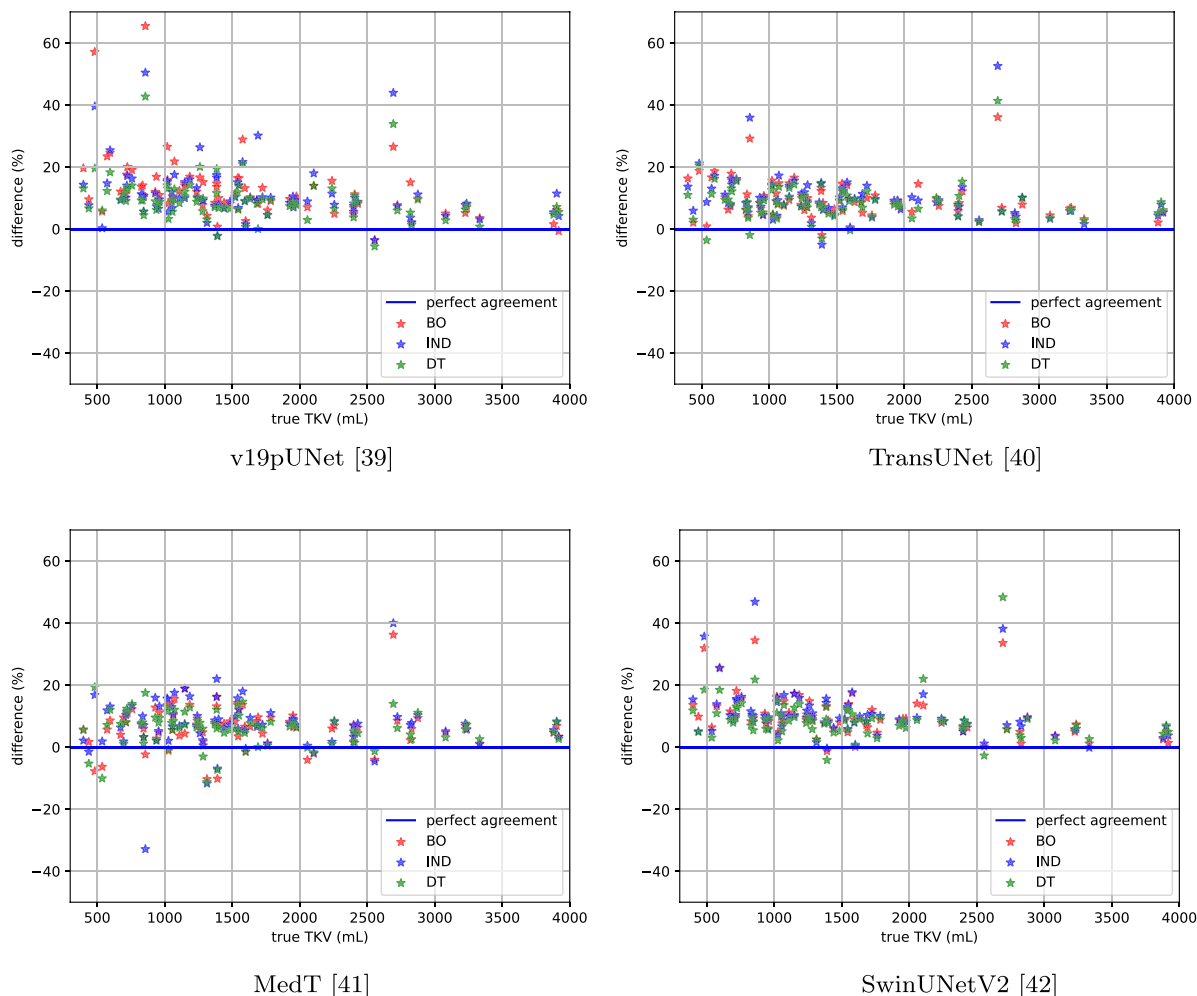 60
40
20
0
−20
−40
difference (%)
perfect agreement
BO
IND
DT
500 1000 1500 2000 2500 3000 3500 4000
true TKV (mL)
v19pUNet [39]
60
40
20
0
−20
−40
difference (%)
perfect agreement
BO
IND
DT
500 1000 1500 2000 2500 3000 3500 4000
true TKV (mL)
TransUNet [40]
60
40
20
0
−20
−40
difference (%)
perfect agreement
BO
IND
DT
500 1000 1500 2000 2500 3000 3500 4000
true TKV (mL)
MedT [41]
60
40
20
0
−20
−40
difference (%)
perfect agreement
BO
IND
DT
500 1000 1500 2000 2500 3000 3500 4000
true TKV (mL)
SwinUNetV2 [42]